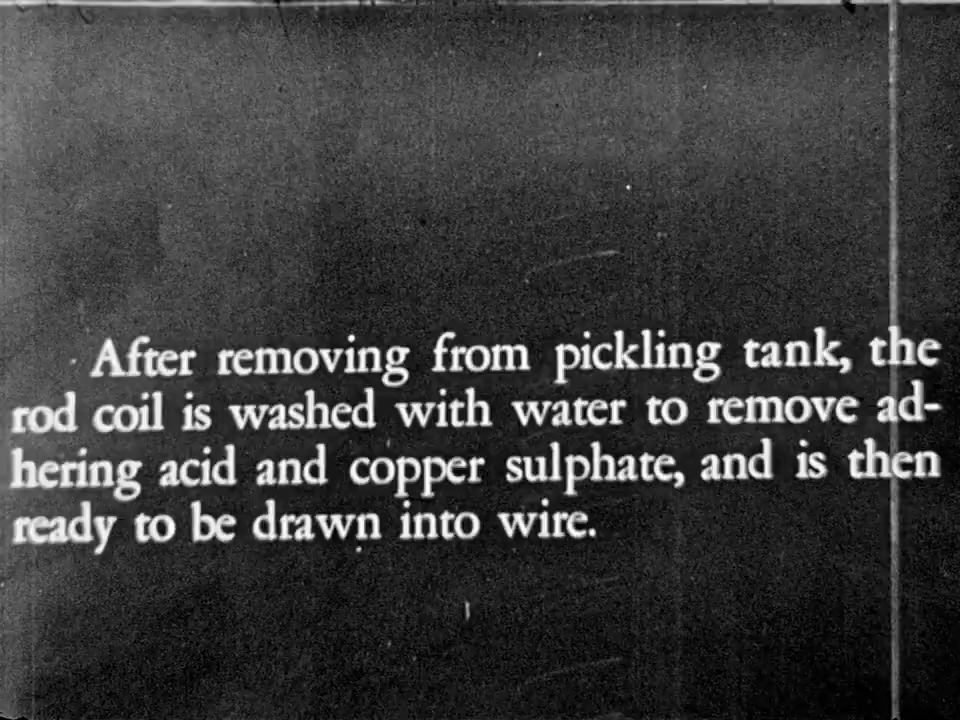 After removing from pickling tank, the
rod coil is washed with water to remove ad-
hering acid and copper sulphate, and is then
ready to be drawn into wire.